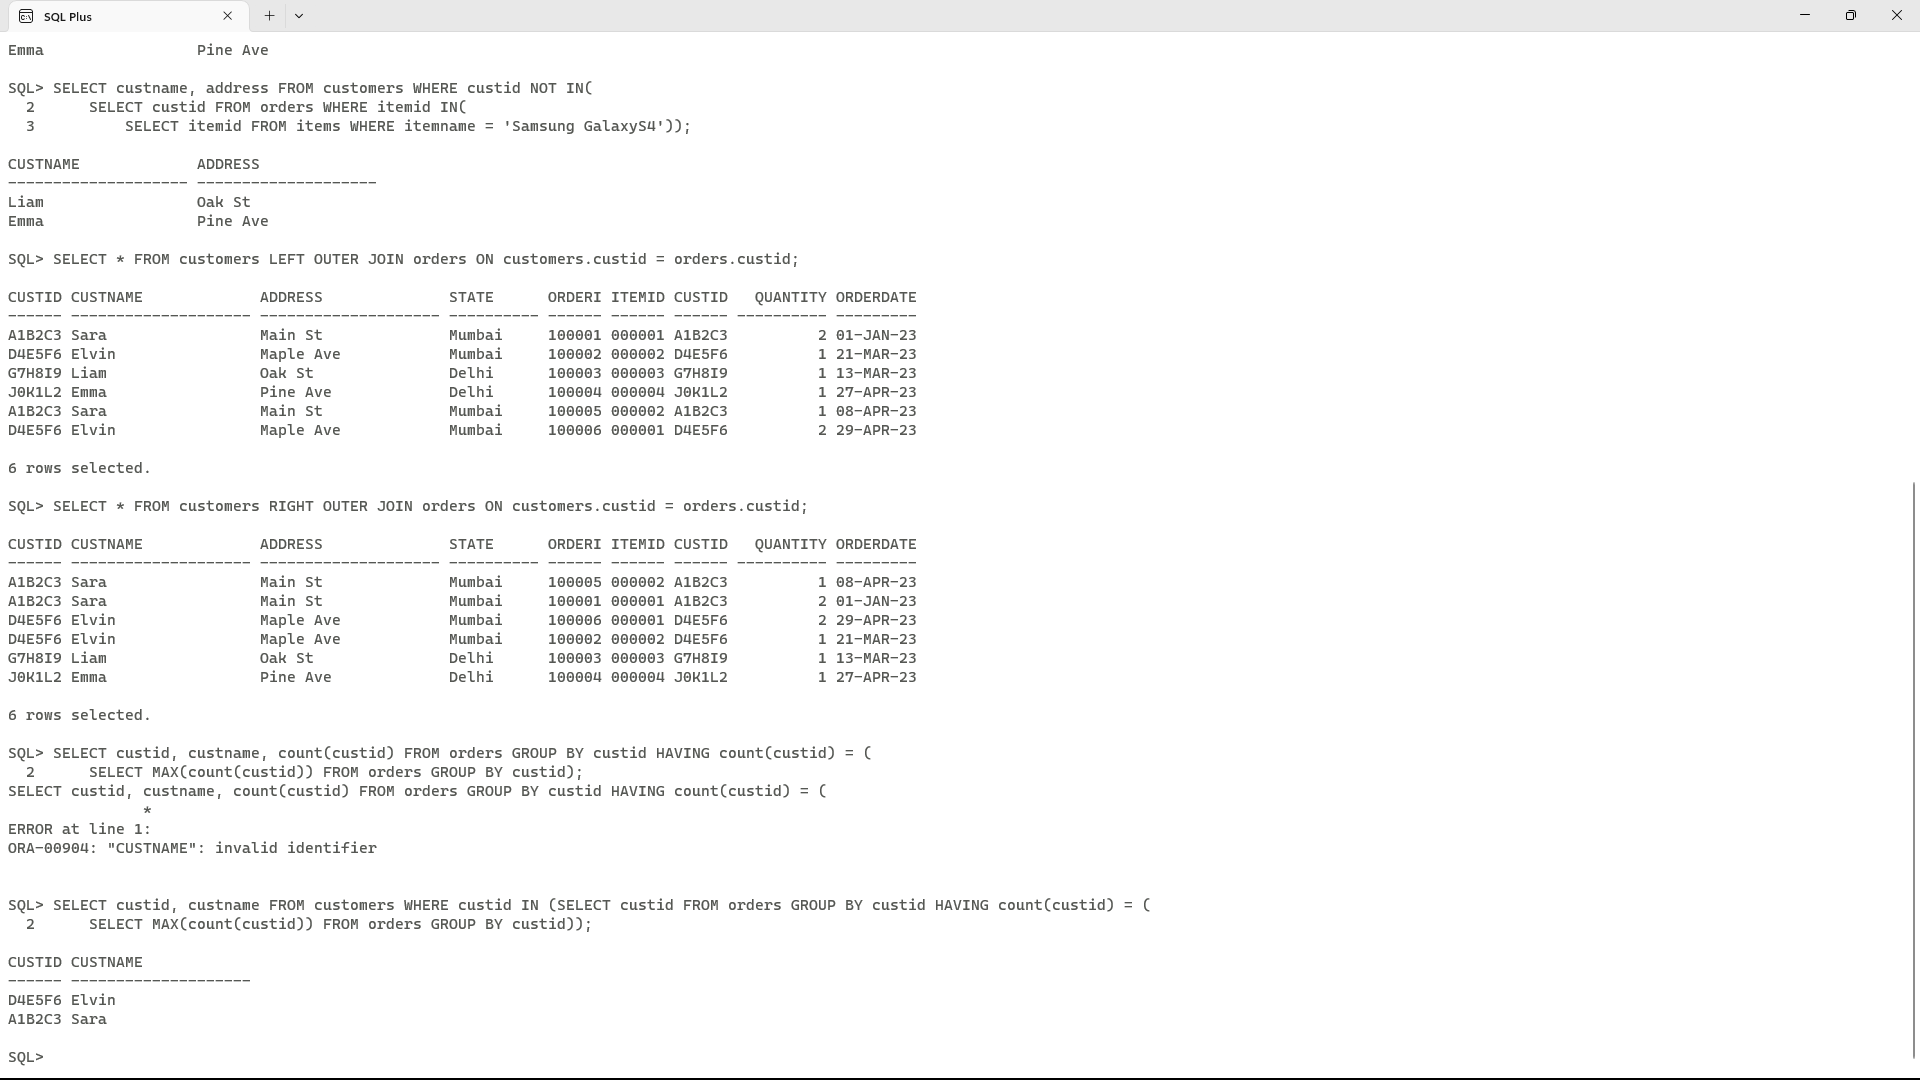 SQL Plus
Emma                 Pine Ave
SQL> SELECT custname, address FROM customers WHERE custid NOT IN(
  2      SELECT custid FROM orders WHERE itemid IN(
  3          SELECT itemid FROM items WHERE itemname = 'Samsung GalaxyS4'));
CUSTNAME             ADDRESS
-------------------- --------------------
Liam                 Oak St
Emma                 Pine Ave
SQL> SELECT * FROM customers LEFT OUTER JOIN orders ON customers.custid = orders.custid;
CUSTID CUSTNAME             ADDRESS              STATE      ORDERI ITEMID CUSTID   QUANTITY ORDERDATE
------ -------------------- -------------------- ---------- ------ ------ ------ ---------- ---------
A1B2C3 Sara                 Main St              Mumbai     100001 000001 A1B2C3          2 01-JAN-23
D4E5F6 Elvin                Maple Ave            Mumbai     100002 000002 D4E5F6          1 21-MAR-23
G7H8I9 Liam                 Oak St               Delhi      100003 000003 G7H8I9          1 13-MAR-23
J0K1L2 Emma                 Pine Ave             Delhi      100004 000004 J0K1L2          1 27-APR-23
A1B2C3 Sara                 Main St              Mumbai     100005 000002 A1B2C3          1 08-APR-23
D4E5F6 Elvin                Maple Ave            Mumbai     100006 000001 D4E5F6          2 29-APR-23
6 rows selected.
SQL> SELECT * FROM customers RIGHT OUTER JOIN orders ON customers.custid = orders.custid;
CUSTID CUSTNAME             ADDRESS              STATE      ORDERI ITEMID CUSTID   QUANTITY ORDERDATE
------ -------------------- -------------------- ---------- ------ ------ ------ ---------- ---------
A1B2C3 Sara                 Main St              Mumbai     100005 000002 A1B2C3          1 08-APR-23
A1B2C3 Sara                 Main St              Mumbai     100001 000001 A1B2C3          2 01-JAN-23
D4E5F6 Elvin                Maple Ave            Mumbai     100006 000001 D4E5F6          2 29-APR-23
D4E5F6 Elvin                Maple Ave            Mumbai     100002 000002 D4E5F6          1 21-MAR-23
G7H8I9 Liam                 Oak St               Delhi      100003 000003 G7H8I9          1 13-MAR-23
J0K1L2 Emma                 Pine Ave             Delhi      100004 000004 J0K1L2          1 27-APR-23
6 rows selected.
SQL> SELECT custid, custname, count(custid) FROM orders GROUP BY custid HAVING count(custid) = (
  2      SELECT MAX(count(custid)) FROM orders GROUP BY custid);
SELECT custid, custname, count(custid) FROM orders GROUP BY custid HAVING count(custid) = (
               *
ERROR at line 1:
ORA-00904: "CUSTNAME": invalid identifier
SQL> SELECT custid, custname FROM customers WHERE custid IN (SELECT custid FROM orders GROUP BY custid HAVING count(custid) = (
  2      SELECT MAX(count(custid)) FROM orders GROUP BY custid));
CUSTID CUSTNAME
------ --------------------
D4E5F6 Elvin
A1B2C3 Sara
SQL>